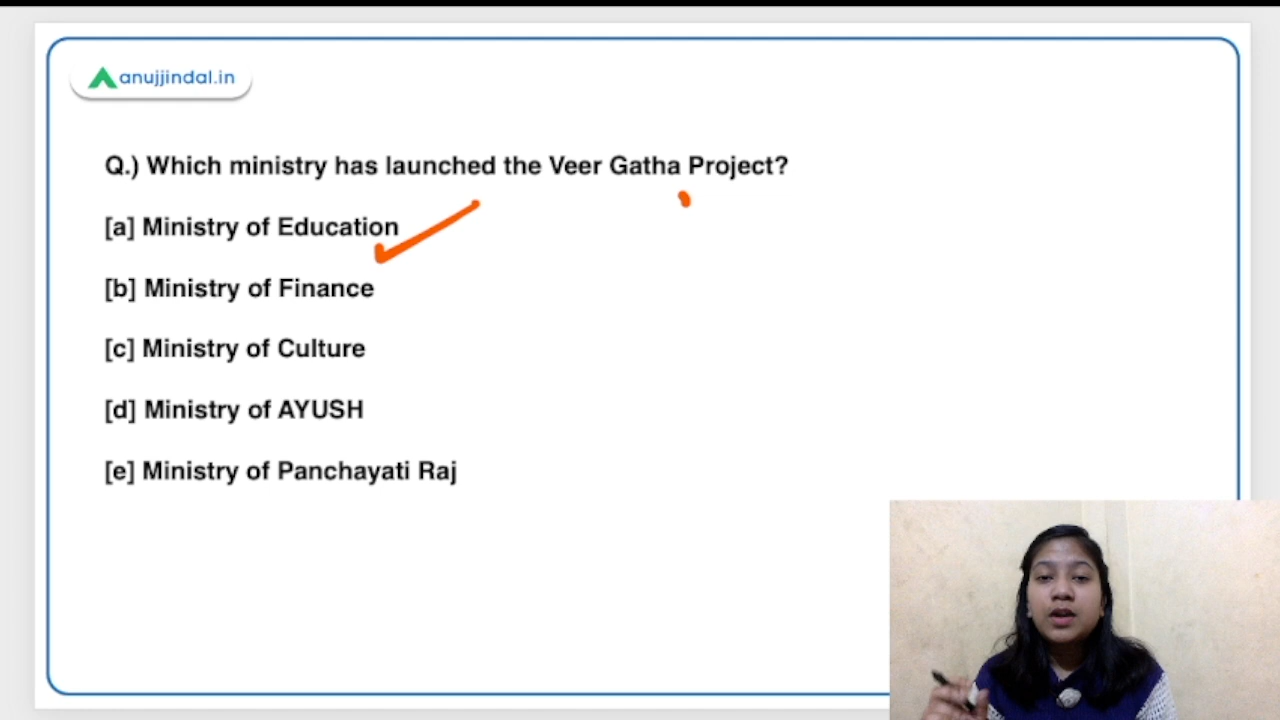 anujjindal.in
Q.) Which ministry has launched the Veer Gatha Project?
[a] Ministry of Education
[b] Ministry of Finance
[c] Ministry of Culture
[d] Ministry of AYUSH
[e] Ministry of Panchayati Raj